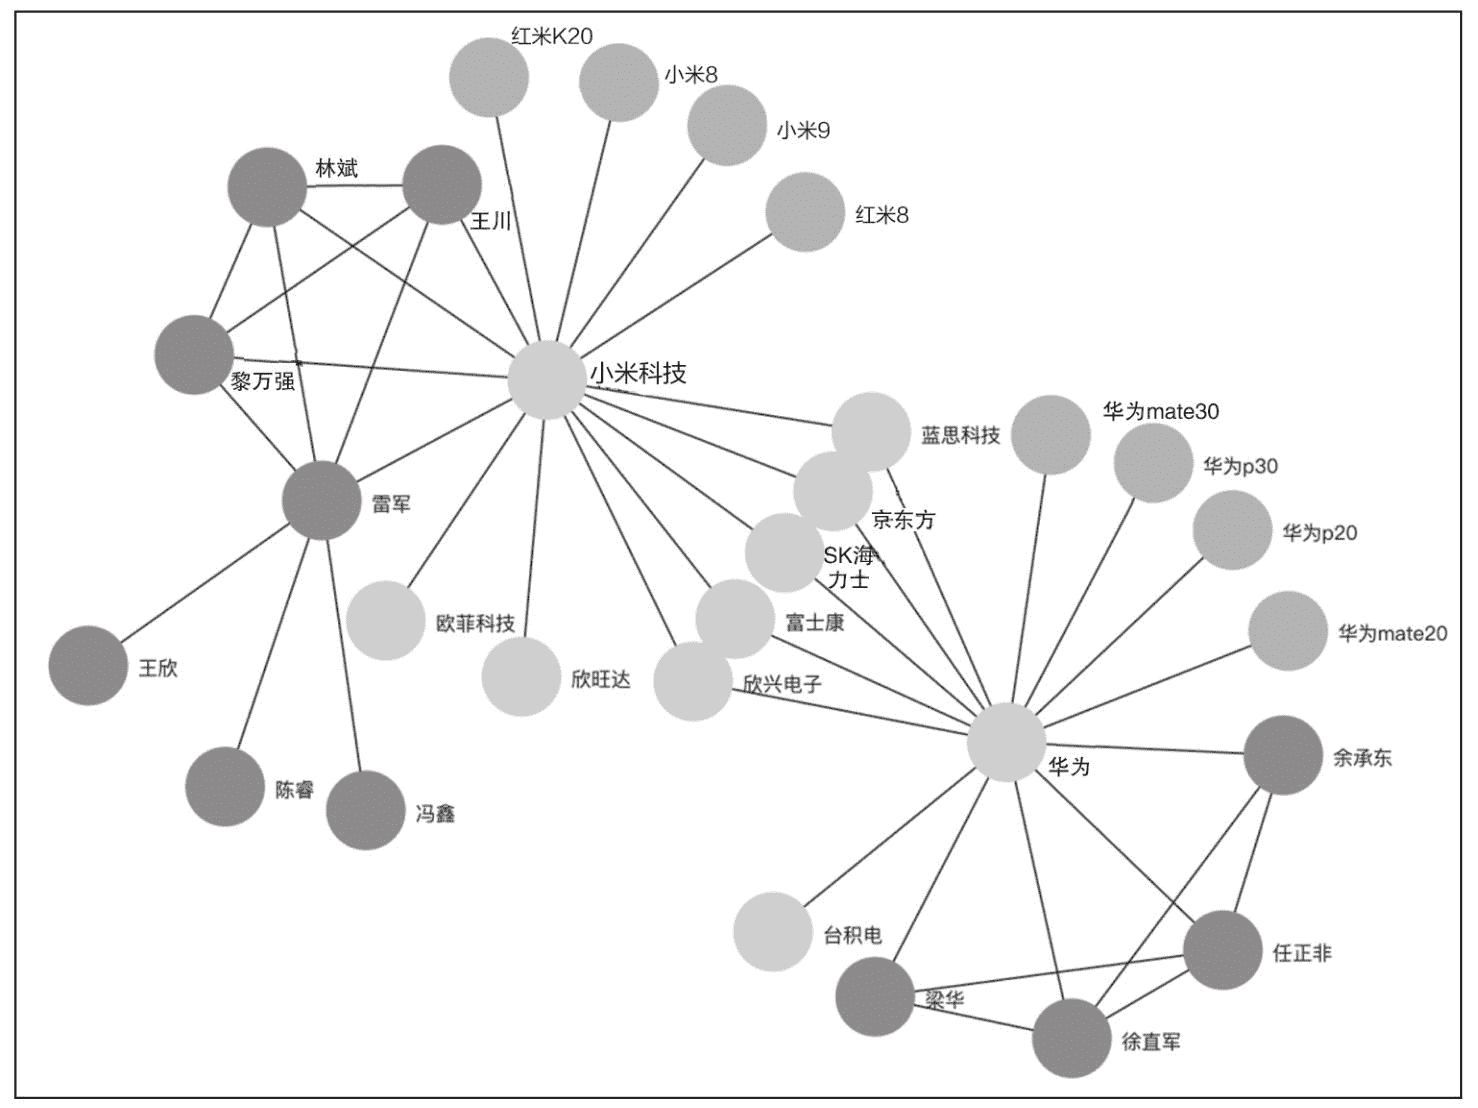 红米K20
小米8
小米9
林斌
红米8
王川
小米科技
黎万强
华为mate30
蓝思科技
华为p30
雷军
京东方
华为p20
SK海
力士
欧菲科技
富士康
华为mate20
王欣
欣旺达
欣兴电子
余承东
华为
陈睿
冯鑫
台积电
任正非
梁华
徐直军